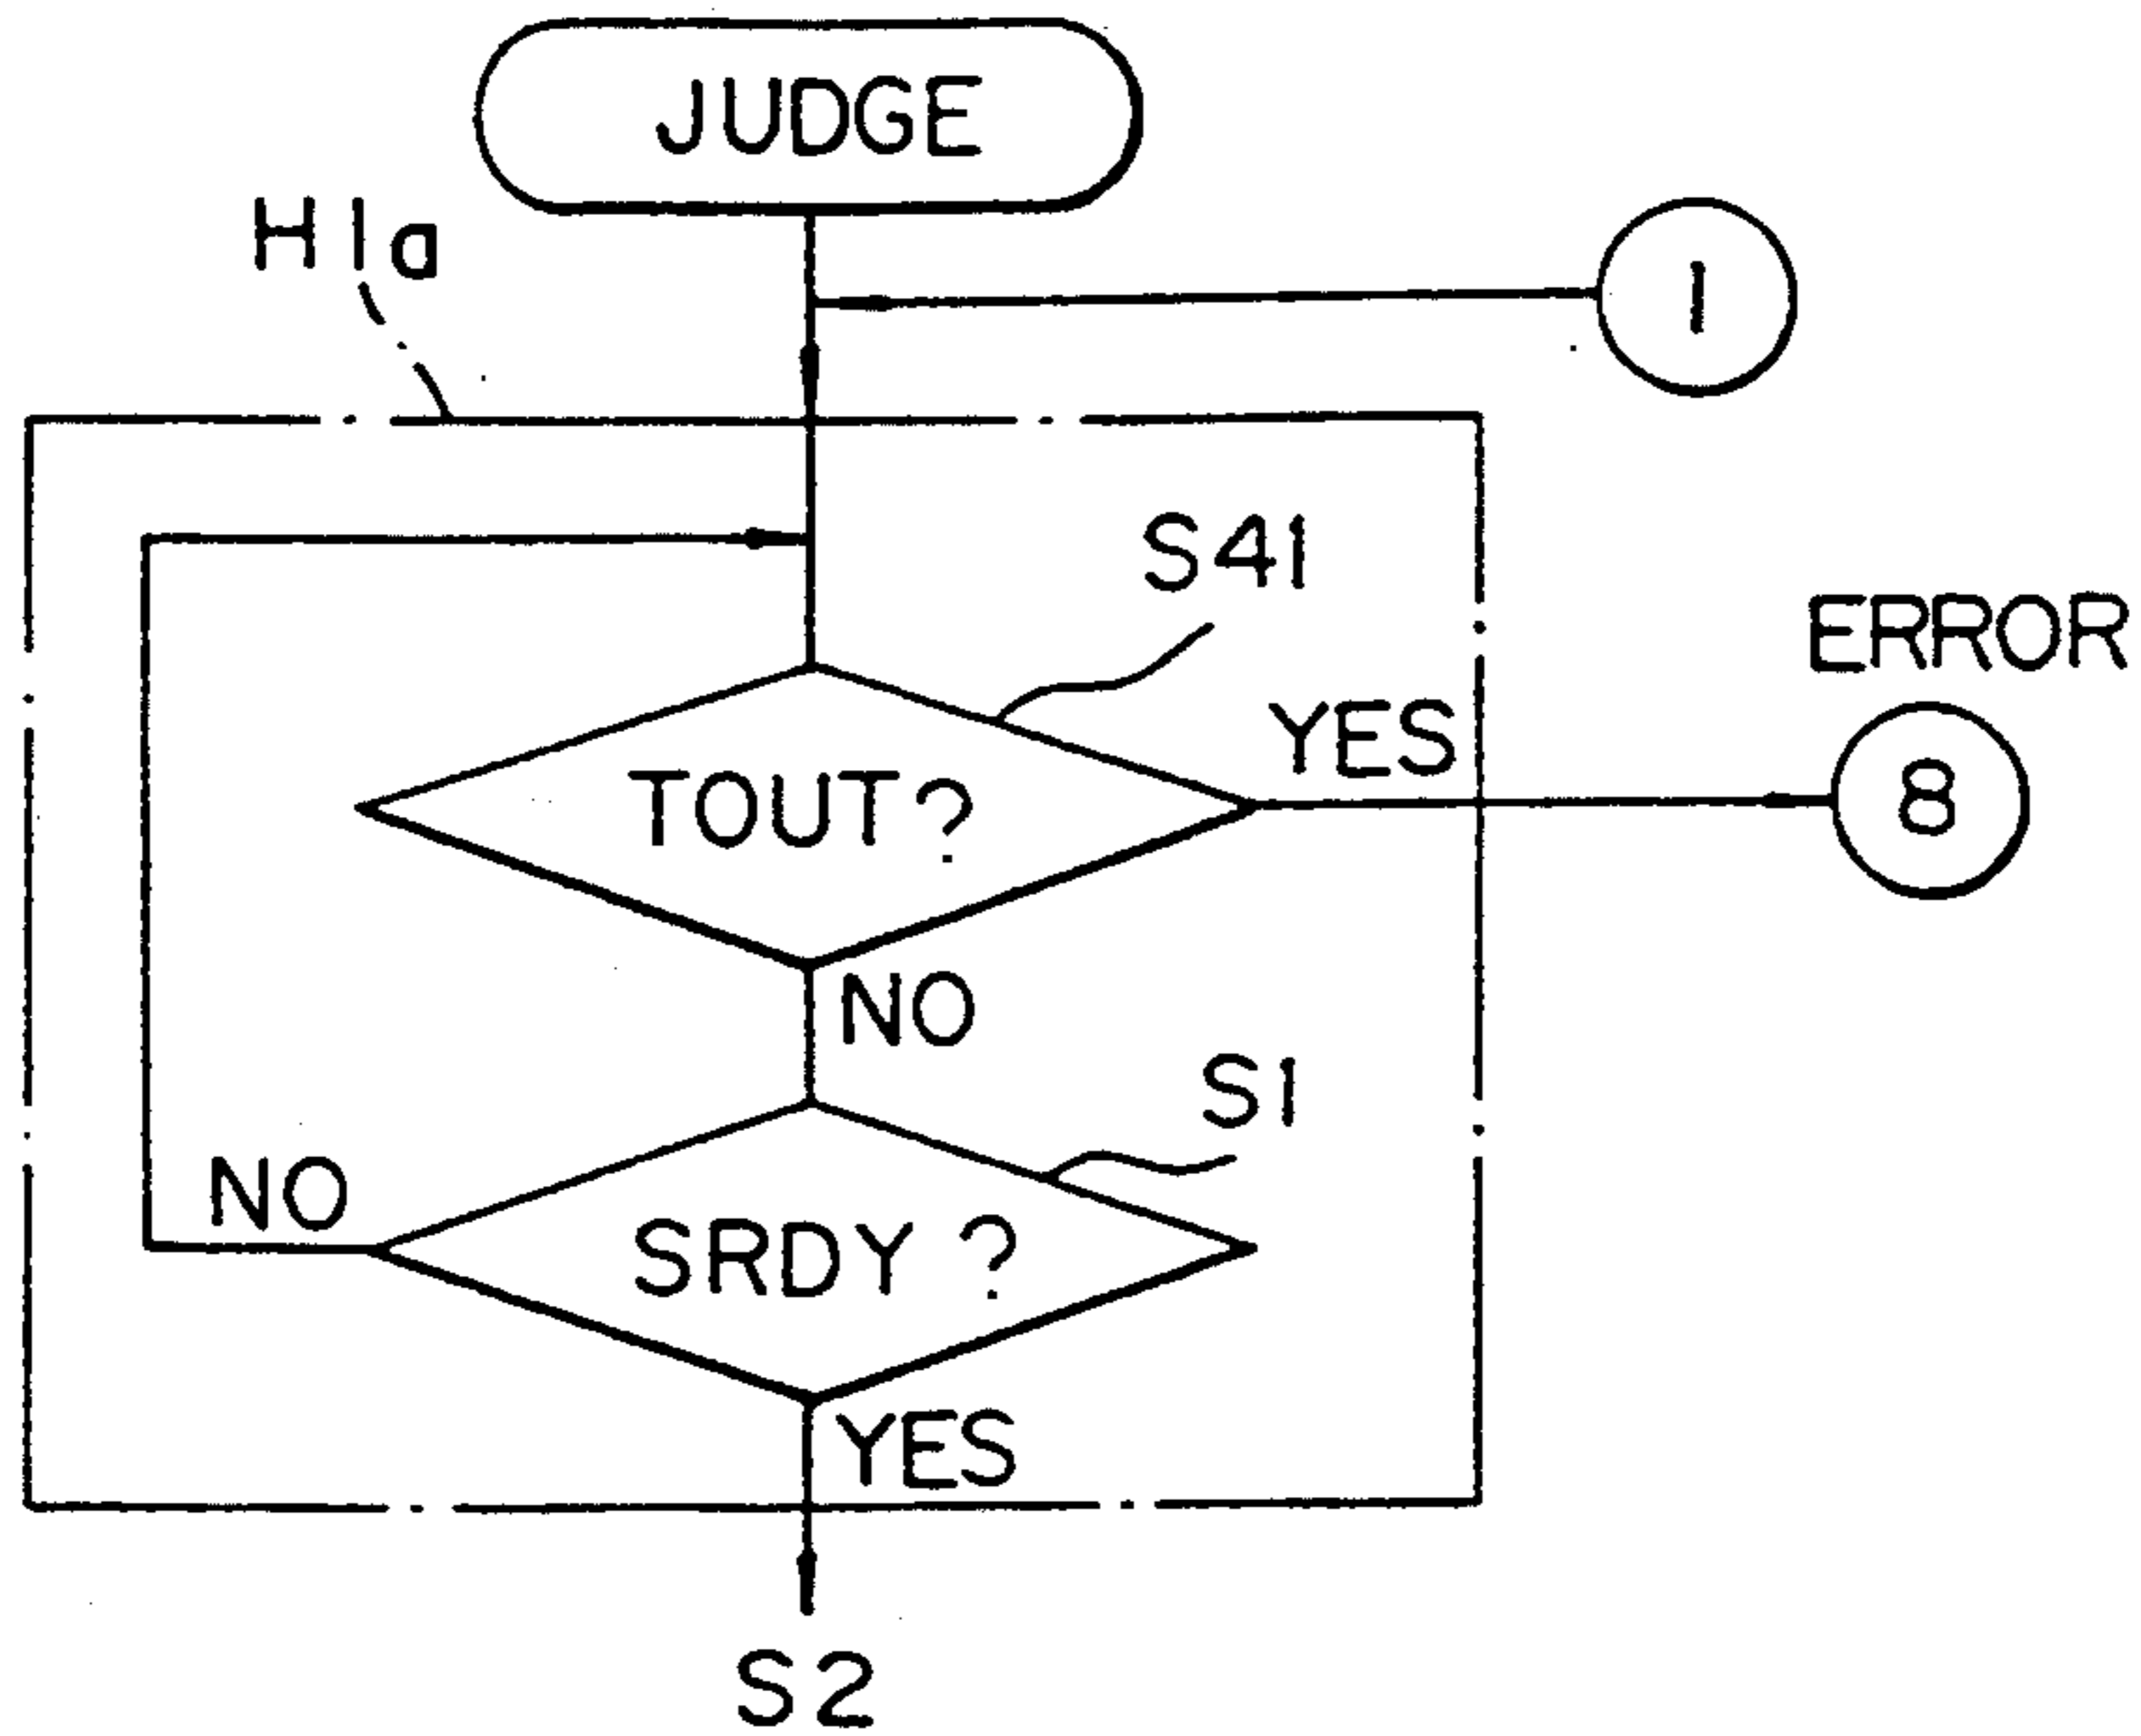 JUDGE
H1a
1
S41
ERROR
YES
TOUT?
8
NO
S1
NO
SRDY ?
YES
S2